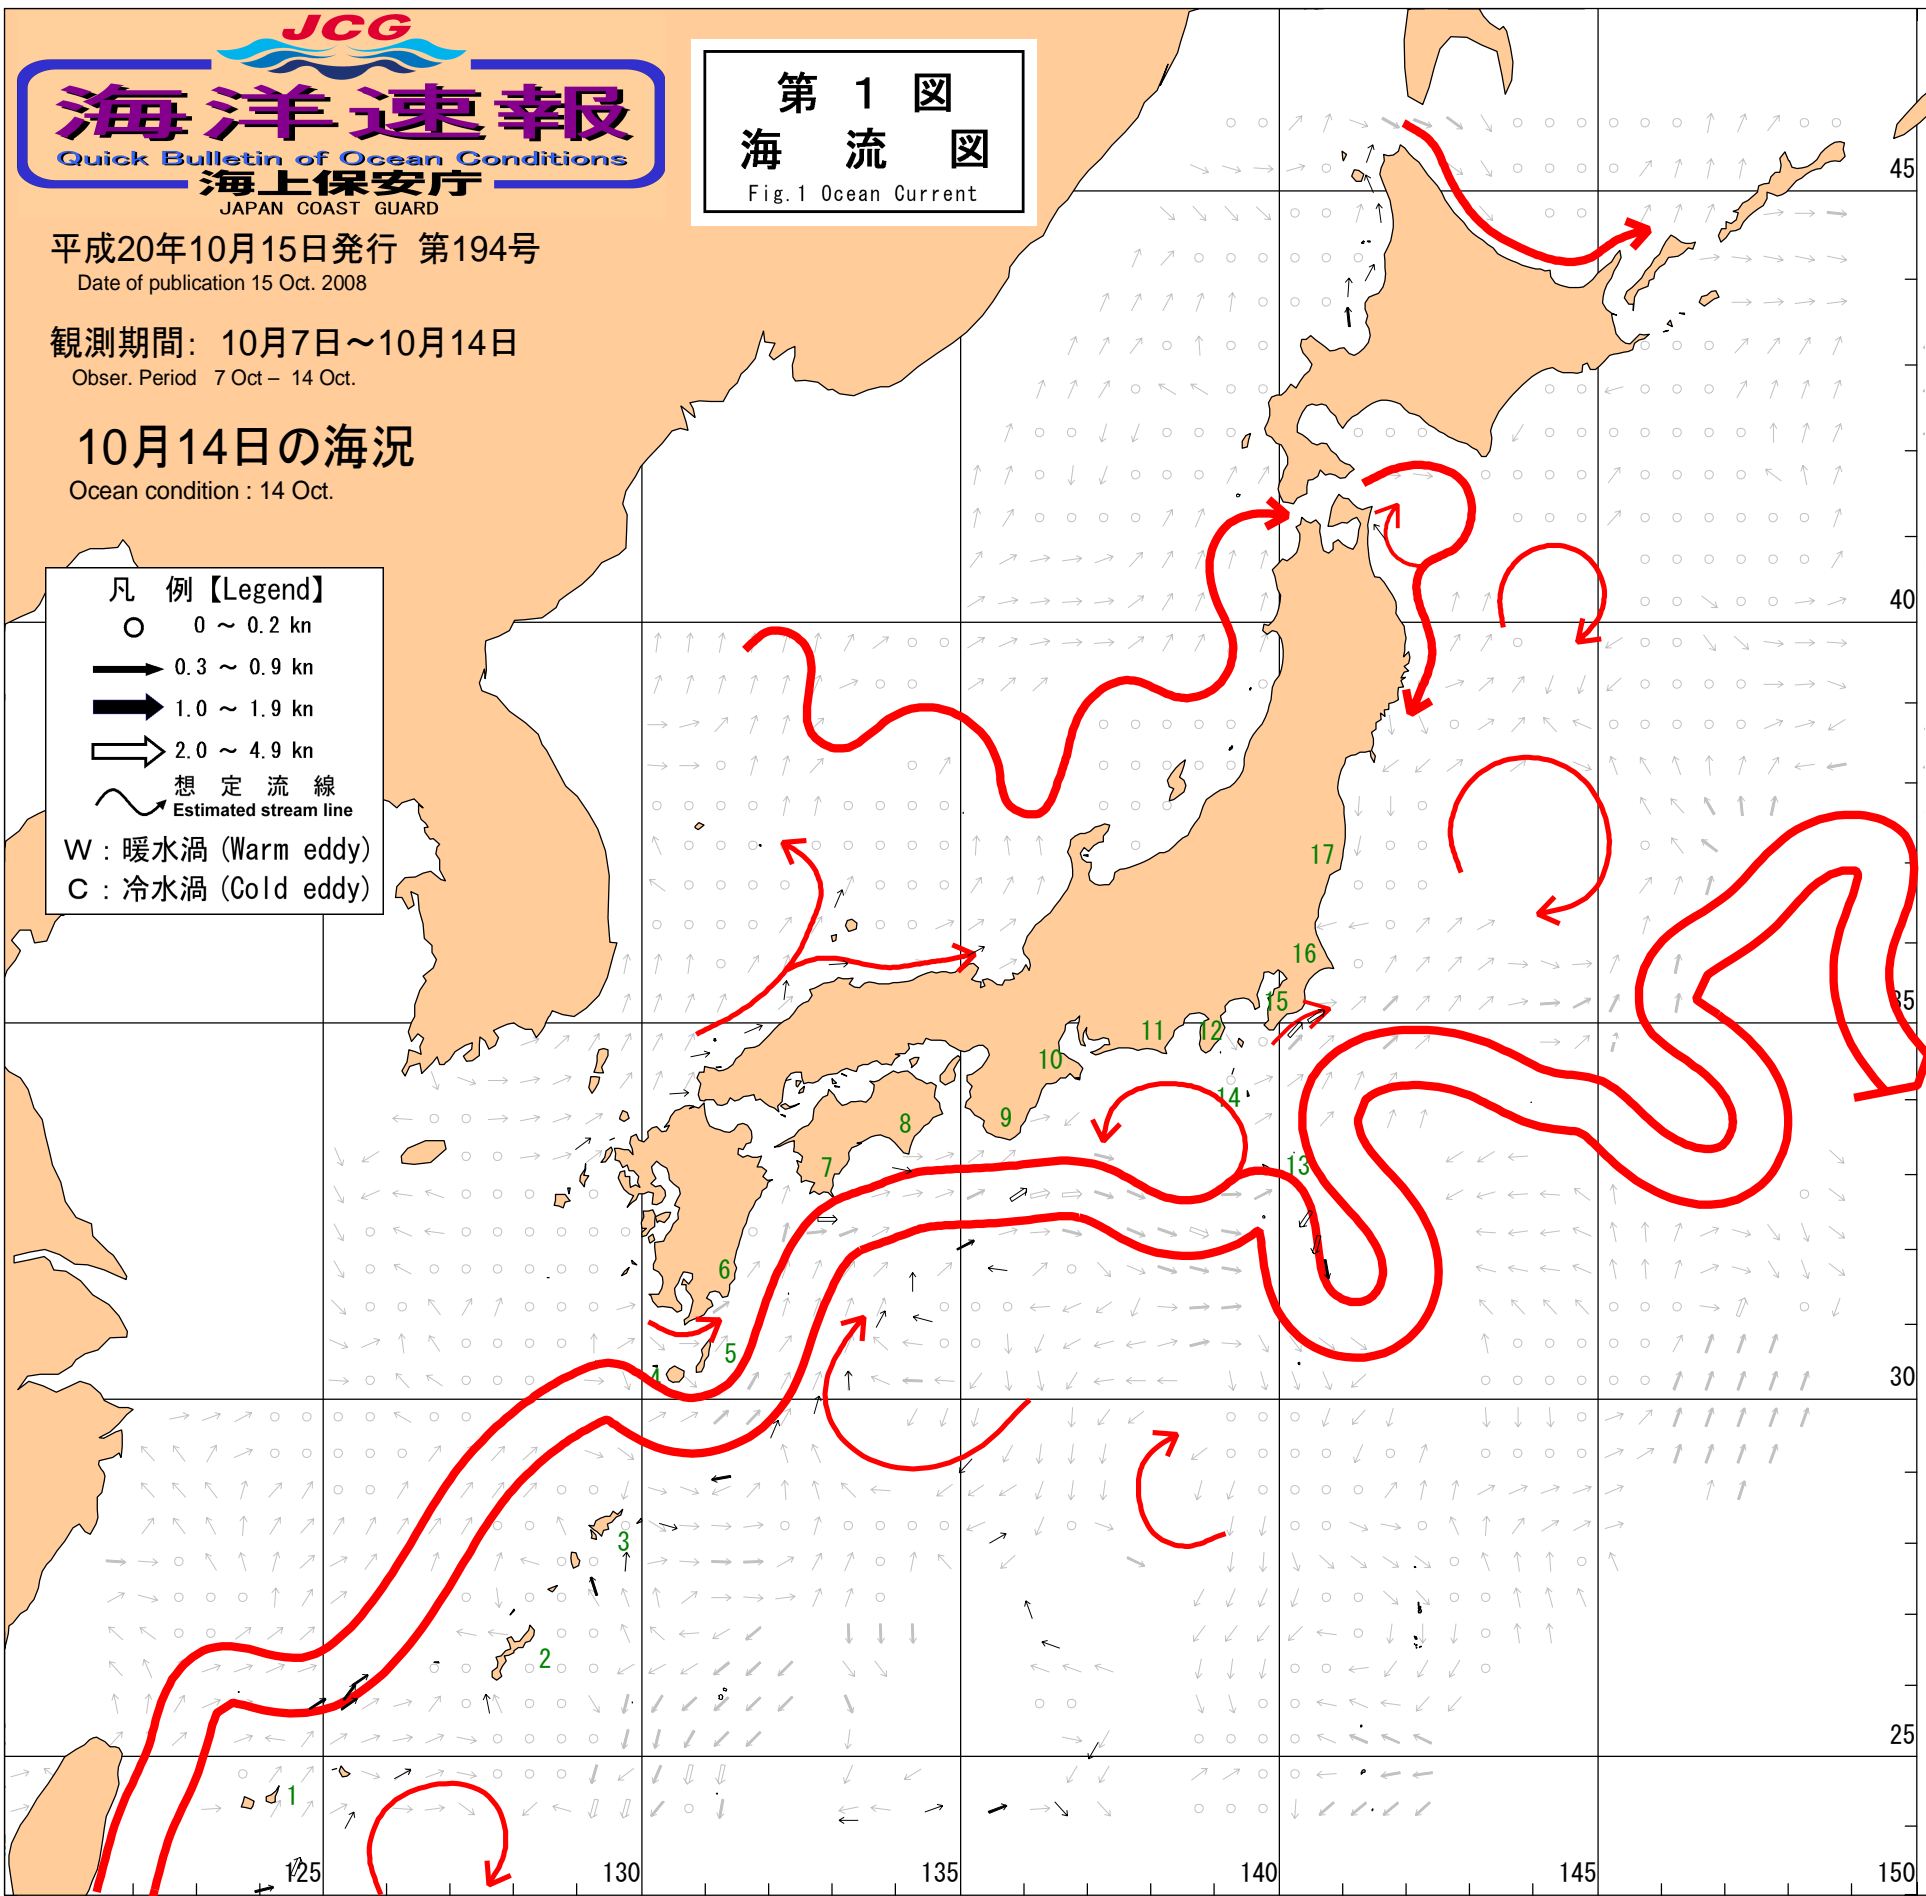 JCG
海洋速報
Quick Bulletin of Ocean Conditions
海上保安庁
JAPAN COAST GUARD
平成20年10月15日発行 第194号
Date of publication 15 Oct. 2008
観測期間: 10月7日～10月14日
Obser. Period 7 Oct – 14 Oct.
10月14日の海況
Ocean condition : 14 Oct.
第 1 図
海 流 図
Fig.1 Ocean Current
凡 例【Legend】
0 ～ 0.2 kn
0.3 ～ 0.9 kn
1.0 ～ 1.9 kn
2.0 ～ 4.9 kn
想 定 流 線
Estimated stream line
W : 暖水渦 (Warm eddy)
C : 冷水渦 (Cold eddy)
45
40
35
30
25
125
130
135
140
145
150
17
16
15
14
13
12
11
10
9
8
7
6
5
4
3
2
1